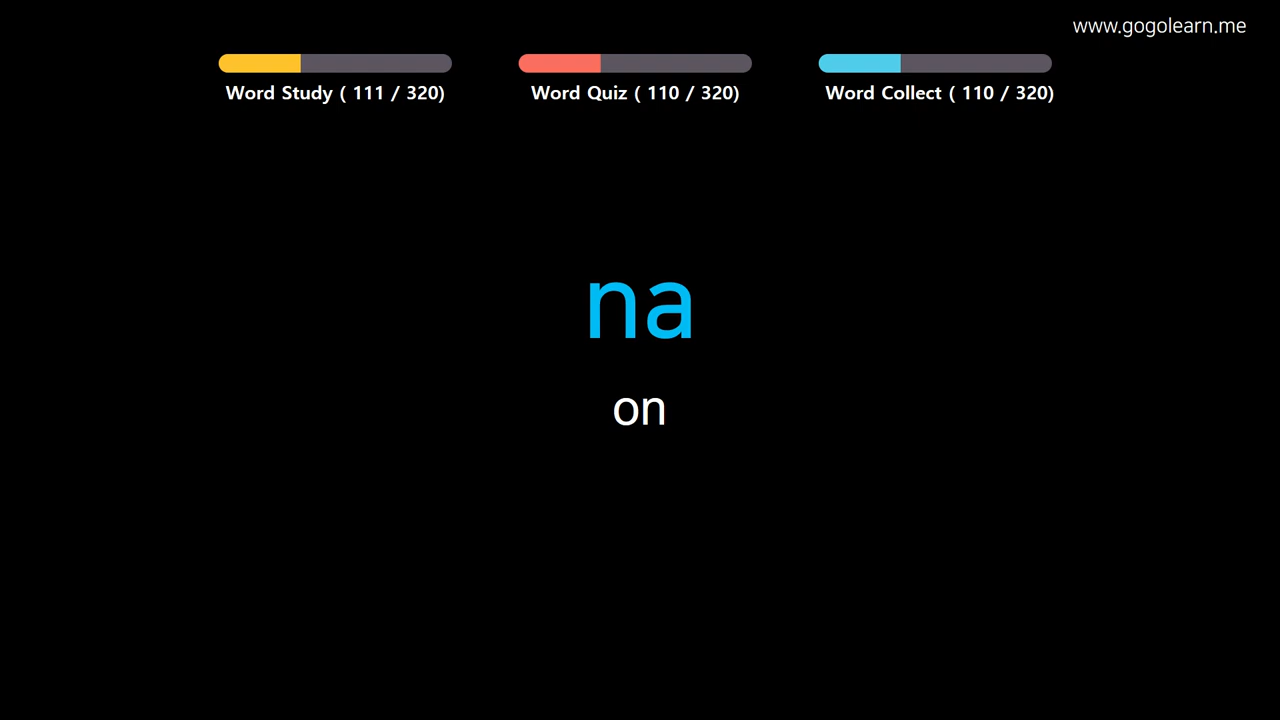 www.gogolearn.me
Word Study ( 111 / 320)
Word Quiz ( 110 / 320)
Word Collect ( 110 / 320)
na
on